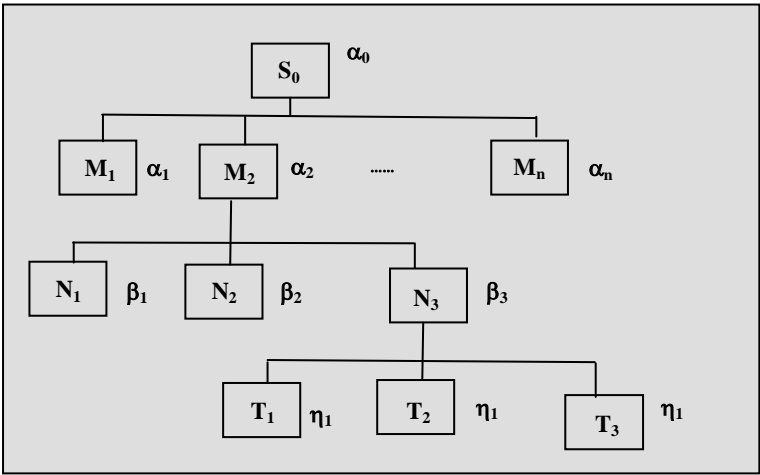 S₀ α₀
M₁ α₁ M₂ α₂ ...... Mₙ αₙ
N₁ β₁ N₂ β₂ N₃ β₃
T₁ η₁ T₂ η₁ T₃ η₁